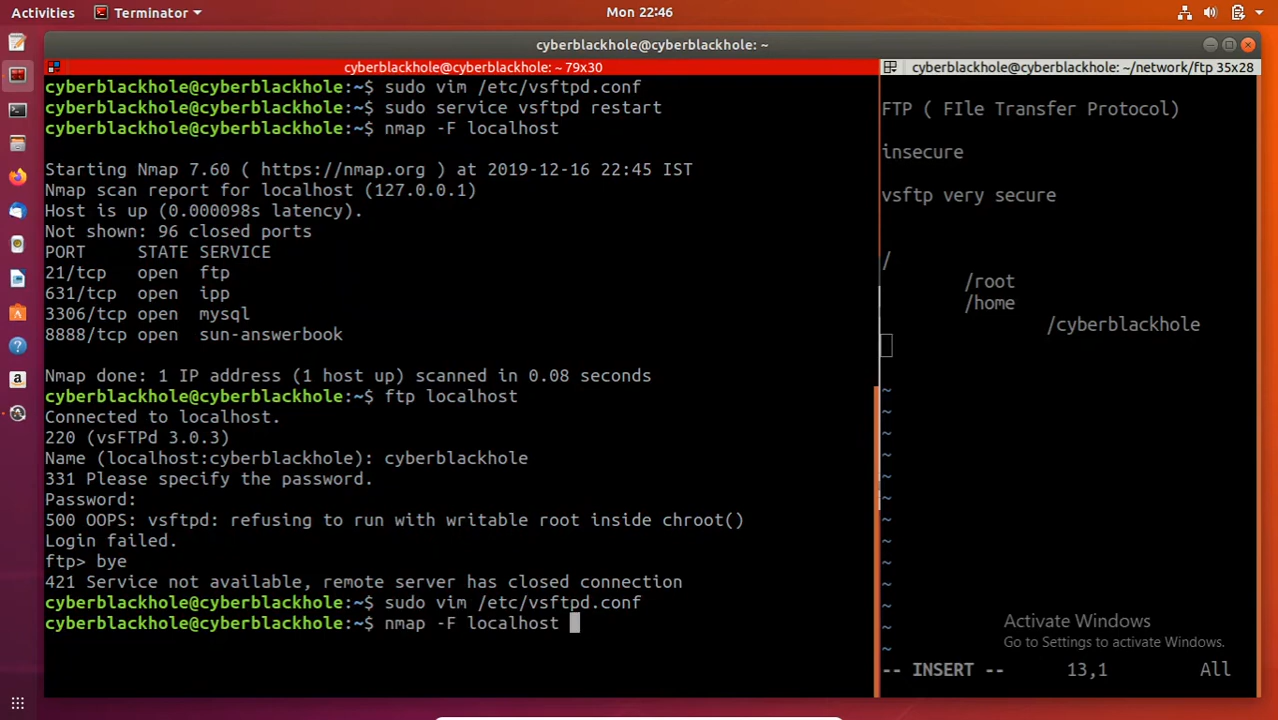 Activities
Terminator
Mon 22:46
cyberblackhole@cyberblackhole: ~
cyberblackhole@cyberblackhole: ~ 79x30
cyberblackhole@cyberblackhole:~$ sudo vim /etc/vsftpd.conf
cyberblackhole@cyberblackhole:~$ sudo service vsftpd restart
cyberblackhole@cyberblackhole:~$ nmap -F localhost
Starting Nmap 7.60 ( https://nmap.org ) at 2019-12-16 22:45 IST
Nmap scan report for localhost (127.0.0.1)
Host is up (0.000098s latency).
Not shown: 96 closed ports
PORT     STATE SERVICE
21/tcp   open  ftp
631/tcp  open  ipp
3306/tcp open  mysql
8888/tcp open  sun-answerbook
Nmap done: 1 IP address (1 host up) scanned in 0.08 seconds
cyberblackhole@cyberblackhole:~$ ftp localhost
Connected to localhost.
220 (vsFTPd 3.0.3)
Name (localhost:cyberblackhole): cyberblackhole
331 Please specify the password.
Password:
500 OOPS: vsftpd: refusing to run with writable root inside chroot()
Login failed.
ftp> bye
421 Service not available, remote server has closed connection
cyberblackhole@cyberblackhole:~$ sudo vim /etc/vsftpd.conf
cyberblackhole@cyberblackhole:~$ nmap -F localhost
cyberblackhole@cyberblackhole: ~/network/ftp 35x28
FTP ( FIle Transfer Protocol)
insecure
vsftp very secure
/
/root
/home
/cyberblackhole
~
~
~
~
~
~
~
~
~
~
~
~
~
Activate Windows
Go to Settings to activate Windows.
-- INSERT -- 13,1 All